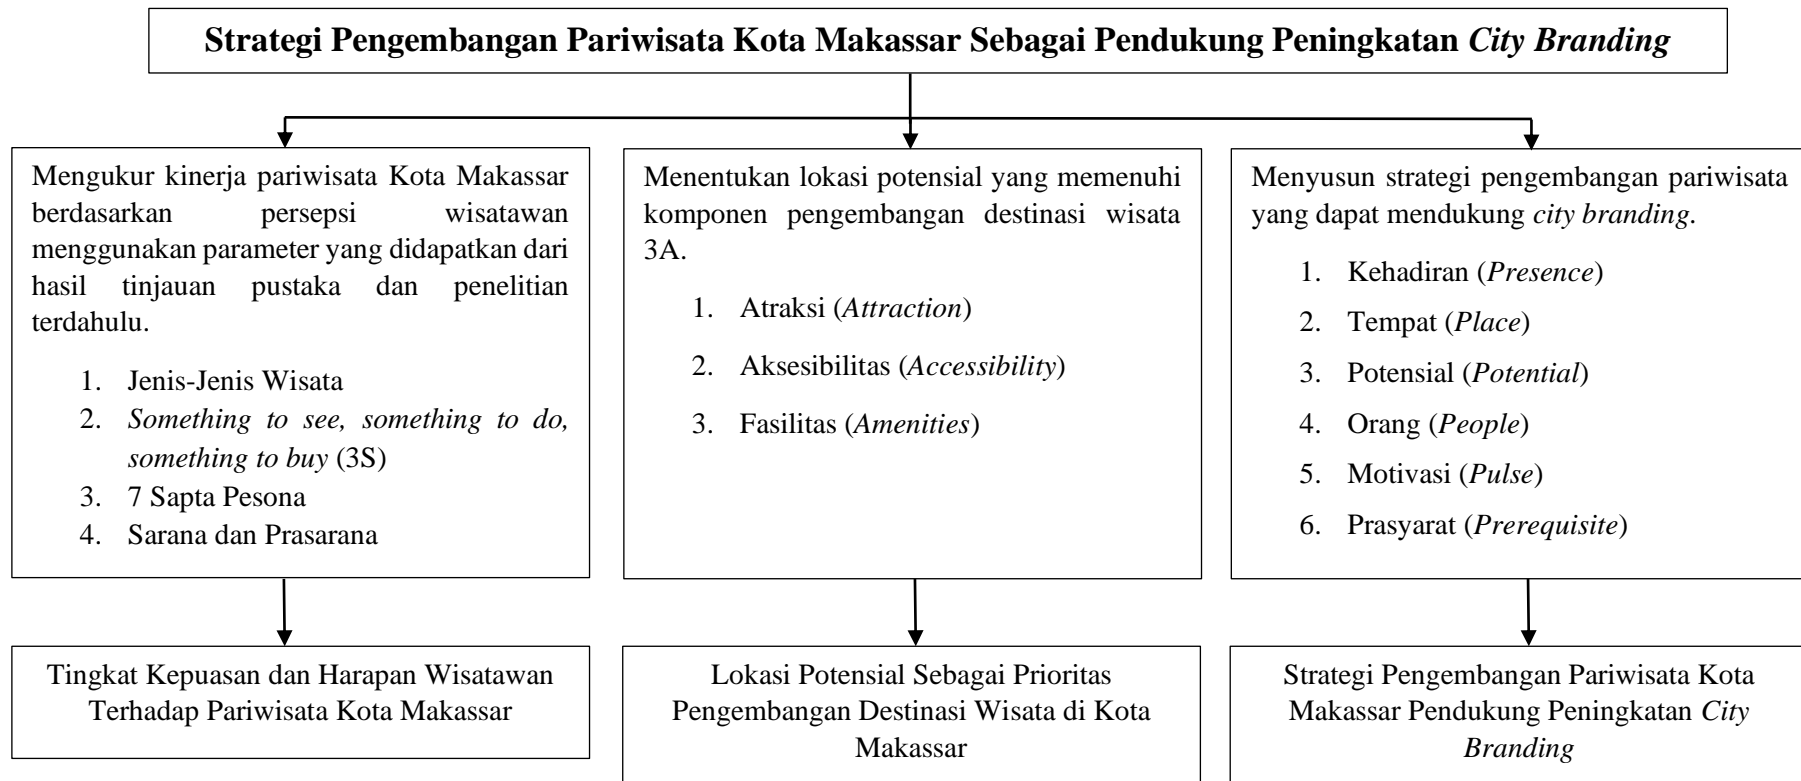 Strategi Pengembangan Pariwisata Kota Makassar Sebagai Pendukung Peningkatan City Branding
Mengukur kinerja pariwisata Kota Makassar
berdasarkan persepsi wisatawan
menggunakan parameter yang didapatkan dari
hasil tinjauan pustaka dan penelitian
terdahulu.
1. Jenis-Jenis Wisata
2. Something to see, something to do,
something to buy (3S)
3. 7 Sapta Pesona
4. Sarana dan Prasarana
Menentukan lokasi potensial yang memenuhi
komponen pengembangan destinasi wisata
3A.
1. Atraksi (Attraction)
2. Aksesibilitas (Accessibility)
3. Fasilitas (Amenities)
Menyusun strategi pengembangan pariwisata
yang dapat mendukung city branding.
1. Kehadiran (Presence)
2. Tempat (Place)
3. Potensial (Potential)
4. Orang (People)
5. Motivasi (Pulse)
6. Prasyarat (Prerequisite)
Tingkat Kepuasan dan Harapan Wisatawan
Terhadap Pariwisata Kota Makassar
Lokasi Potensial Sebagai Prioritas
Pengembangan Destinasi Wisata di Kota
Makassar
Strategi Pengembangan Pariwisata Kota
Makassar Pendukung Peningkatan City
Branding